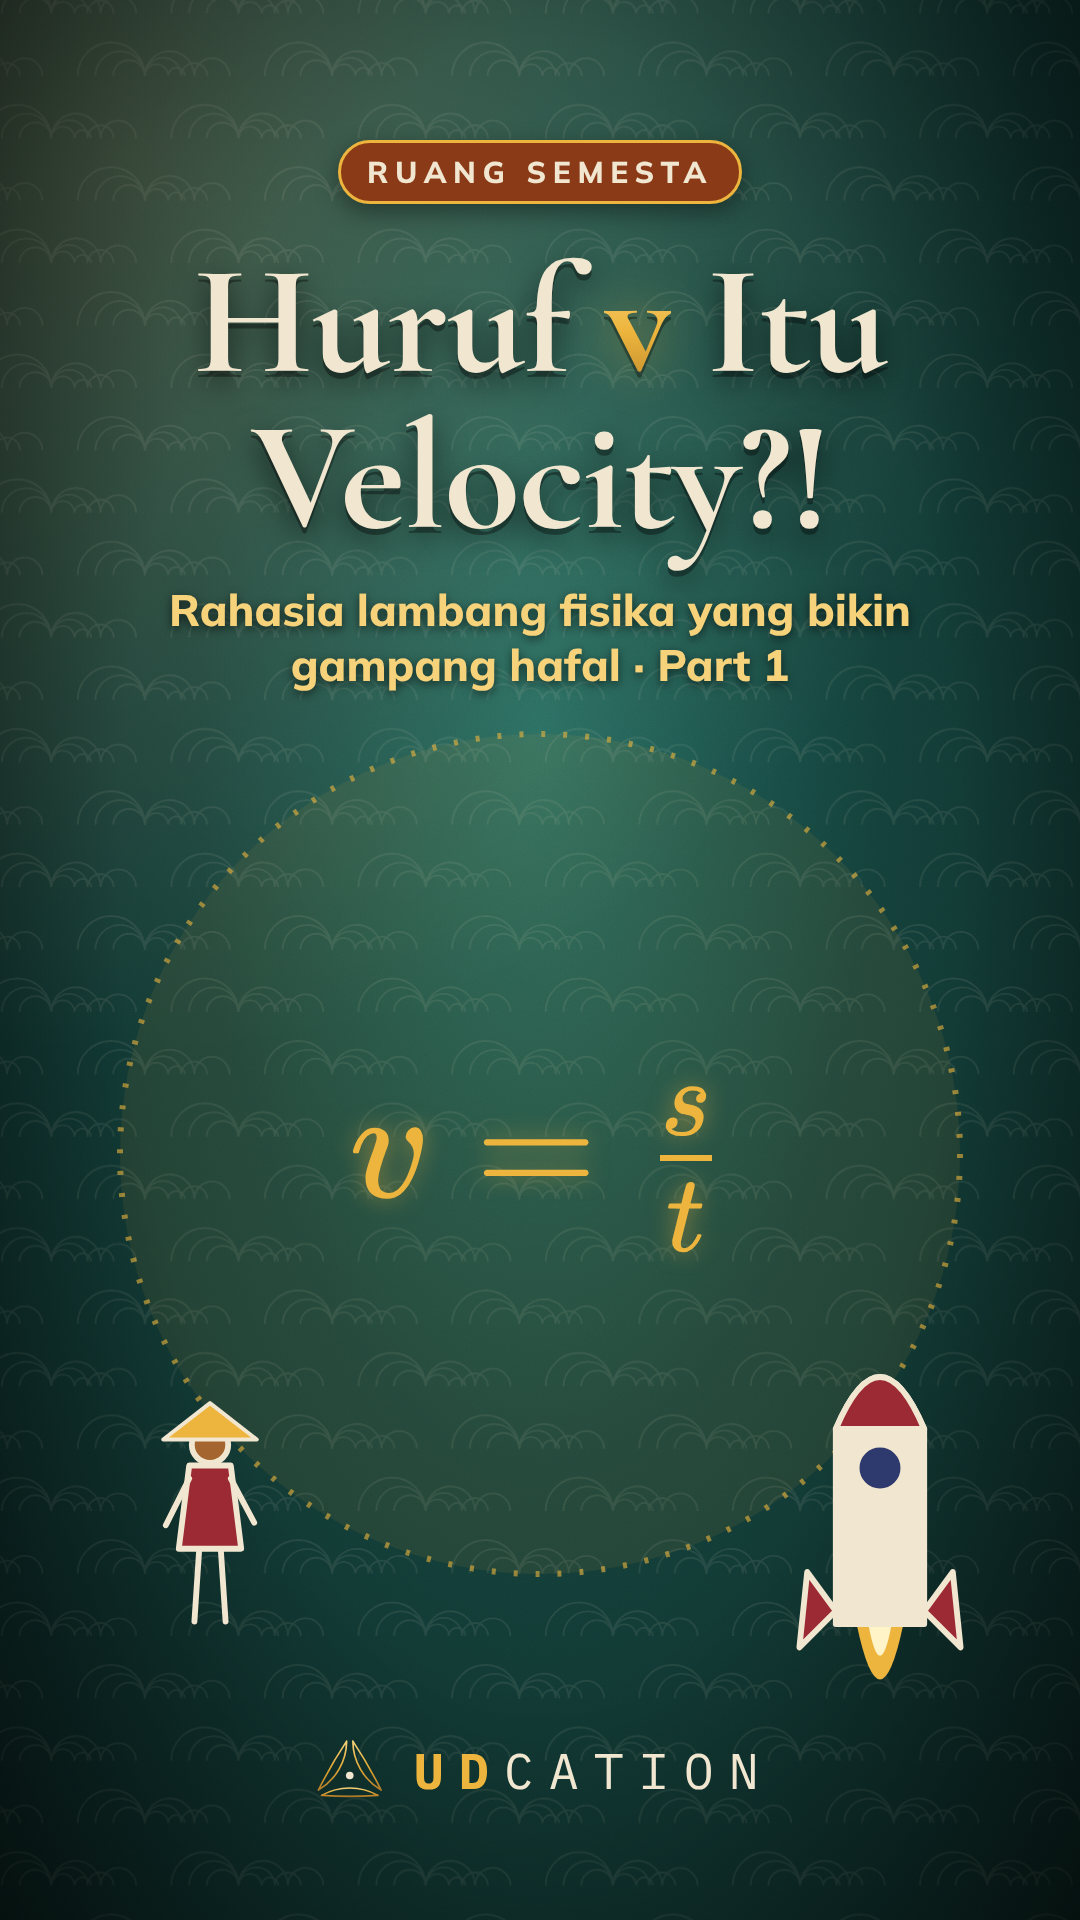 RUANG SEMESTA
Huruf v Itu
Velocity?!
Rahasia lambang fisika yang bikin
gampang hafal · Part 1
v = s/t
UDCATION